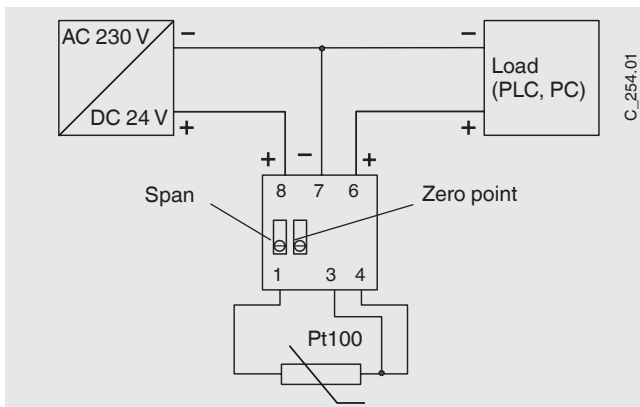 AC 230 V
DC 24 V
−
+
−
+
Load
(PLC, PC)
C_254.01
+
−
+
8 7 6
Span
Zero point
1 3 4
Pt100